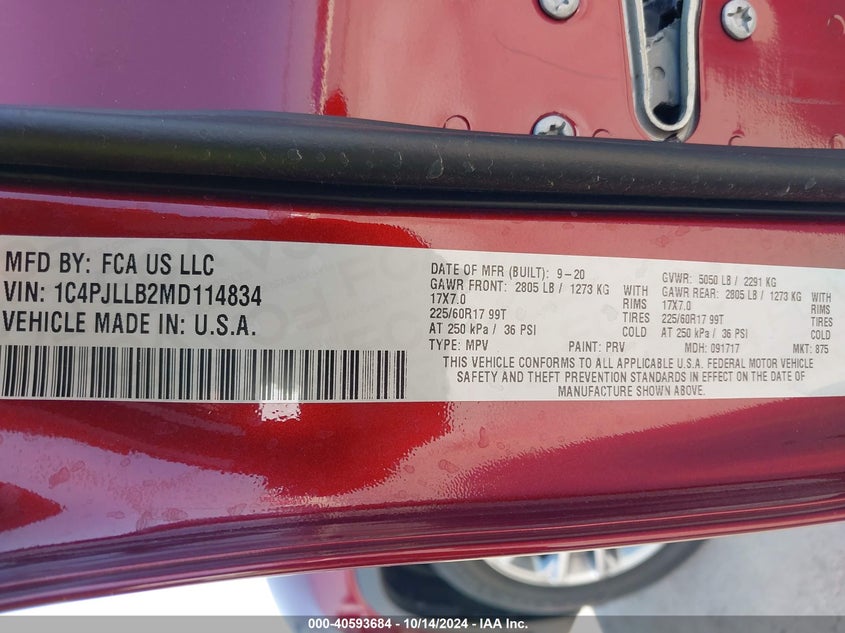 MFD BY: FCA US LLC
VIN: 1C4PJLLB2MD114834
VEHICLE MADE IN: U.S.A.
DATE OF MFR (BUILT): 9-20 GVWR: 5050 LB / 2291 KG
GAWR FRONT: 2805 LB / 1273 KG WITH GAWR REAR: 2805 LB / 1273 KG WITH
17X7.0 RIMS 17X7.0 RIMS
225/60R17 99T TIRES 225/60R17 99T TIRES
AT 250 kPa / 36 PSI COLD AT 250 kPa / 36 PSI COLD
TYPE: MPV PAINT: PRV MDH: 091717 MKT: 875
THIS VEHICLE CONFORMS TO ALL APPLICABLE U.S.A. FEDERAL MOTOR VEHICLE
SAFETY AND THEFT PREVENTION STANDARDS IN EFFECT ON THE DATE OF
MANUFACTURE SHOWN ABOVE.
000-40593684 - 10/14/2024 - IAA Inc.